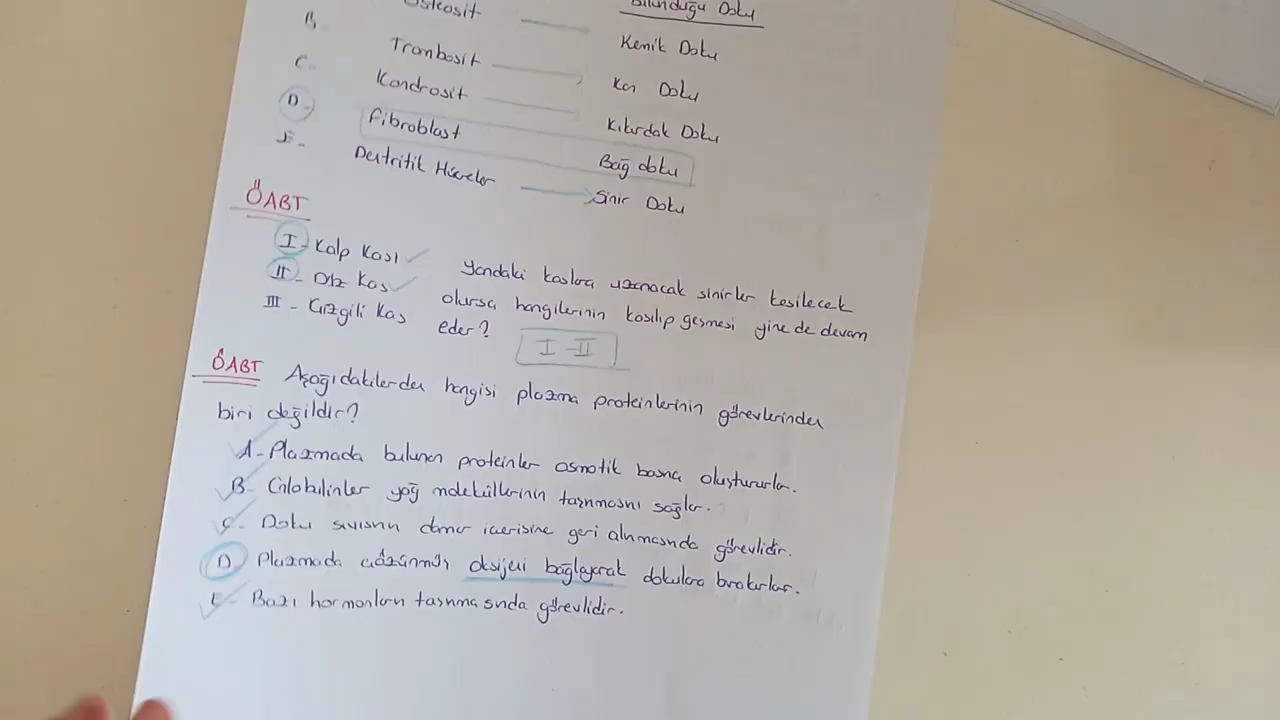 Bulunduğu Doku
Osteosit Kemik Doku
B. Trombosit Kan Doku
C- Kondrosit Kıkırdak Doku
D- Fibroblast Bağ doku
E- Dentritik Hücreler Sinir Doku
ÖABT
I- Kalp Kası
II- Düz Kas
III- Çizgili Kas
Yandaki kaslara uzanacak sinirler kesilecek
olursa hangilerinin kasılıp gevşmesi yine de devam
eder?
I-II
ÖABT Aşağıdakilerden hangisi plazma proteinlerinin görevlerinden
biri değildir?
A- Plazmada bulunan proteinler osmotik basınç oluştururlar.
B- Globilinler yağ moleküllerinin taşınmasını sağlar.
C- Doku sıvısının damar içerisine geri alınmasında görevlidir.
D Plazmada çözünmüş oksijeni bağlayarak dokulara bırakırlar.
E- Bazı hormonların taşınmasında görevlidir.